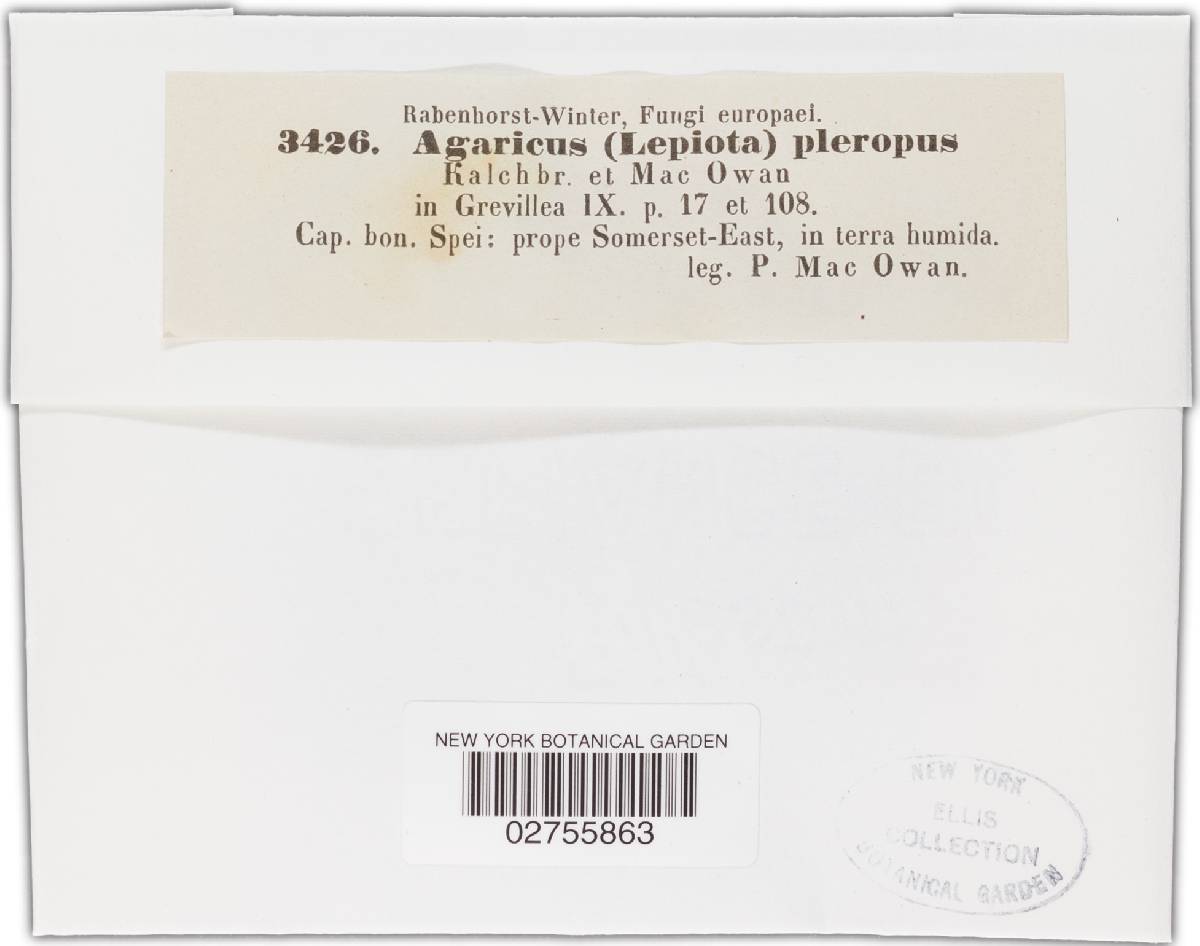 Rabenhorst-Winter, Fungi europaei.
3426. Agaricus (Lepiota) pleropus
Kalchbr. et Mac Owan
in Grevillea IX. p. 17 et 108.
Cap. bon. Spei: prope Somerset-East, in terra humida.
leg. P. Mac Owan.
NEW YORK BOTANICAL GARDEN
02755863
NEW YORK
ELLIS
COLLECTION
BOTANICAL GARDEN